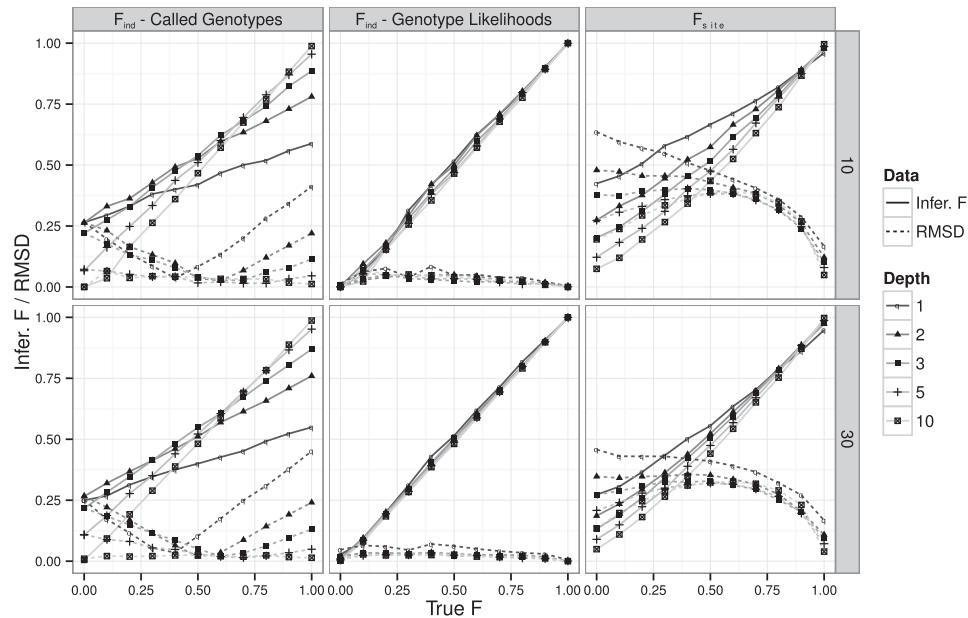 F_ind - Called Genotypes
F_ind - Genotype Likelihoods
F_site
1.00
0.75
0.50
0.25
0.00
10
1.00
0.75
0.50
0.25
0.00
30
0.00 0.25 0.50 0.75 1.00
0.00 0.25 0.50 0.75 1.00
0.00 0.25 0.50 0.75 1.00
True F
Infer. F / RMSD
Data
Infer. F
RMSD
Depth
1
2
3
5
10